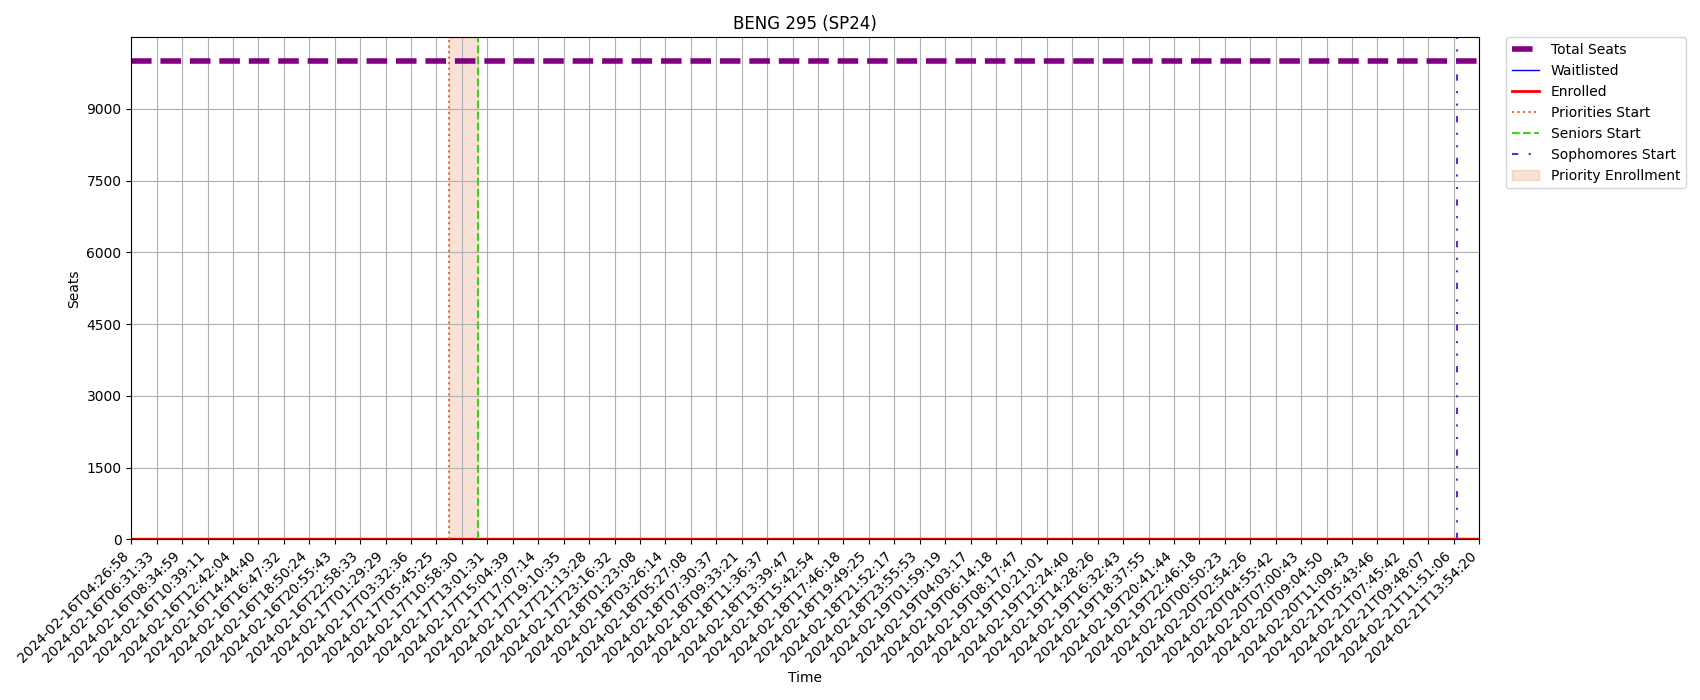 BENG 295 (SP24)
Total Seats
Waitlisted
Enrolled
Priorities Start
Seniors Start
Sophomores Start
Priority Enrollment
Seats
9000
7500
6000
4500
3000
1500
0
2024-02-16T04:26:58
2024-02-16T06:31:33
2024-02-16T08:34:59
2024-02-16T10:39:11
2024-02-16T12:42:04
2024-02-16T14:44:40
2024-02-16T16:47:32
2024-02-16T18:50:24
2024-02-16T20:55:43
2024-02-16T22:58:33
2024-02-17T01:29:29
2024-02-17T03:32:36
2024-02-17T05:45:25
2024-02-17T10:58:30
2024-02-17T13:01:31
2024-02-17T15:04:39
2024-02-17T17:07:14
2024-02-17T19:10:35
2024-02-17T21:13:28
2024-02-17T23:16:32
2024-02-18T01:23:08
2024-02-18T03:26:14
2024-02-18T05:27:08
2024-02-18T07:30:37
2024-02-18T09:33:21
2024-02-18T11:36:37
2024-02-18T13:39:47
2024-02-18T15:42:54
2024-02-18T17:46:18
2024-02-18T19:49:25
2024-02-18T21:52:17
2024-02-18T23:55:53
2024-02-19T01:59:19
2024-02-19T04:03:17
2024-02-19T06:14:18
2024-02-19T08:17:47
2024-02-19T10:21:01
2024-02-19T12:24:40
2024-02-19T14:28:26
2024-02-19T16:32:43
2024-02-19T18:37:55
2024-02-19T20:41:44
2024-02-19T22:46:18
2024-02-20T00:50:23
2024-02-20T02:54:26
2024-02-20T04:55:42
2024-02-20T07:00:43
2024-02-20T09:04:50
2024-02-20T11:09:43
2024-02-21T05:43:46
2024-02-21T07:45:42
2024-02-21T09:48:07
2024-02-21T11:51:06
2024-02-21T13:54:20
Time